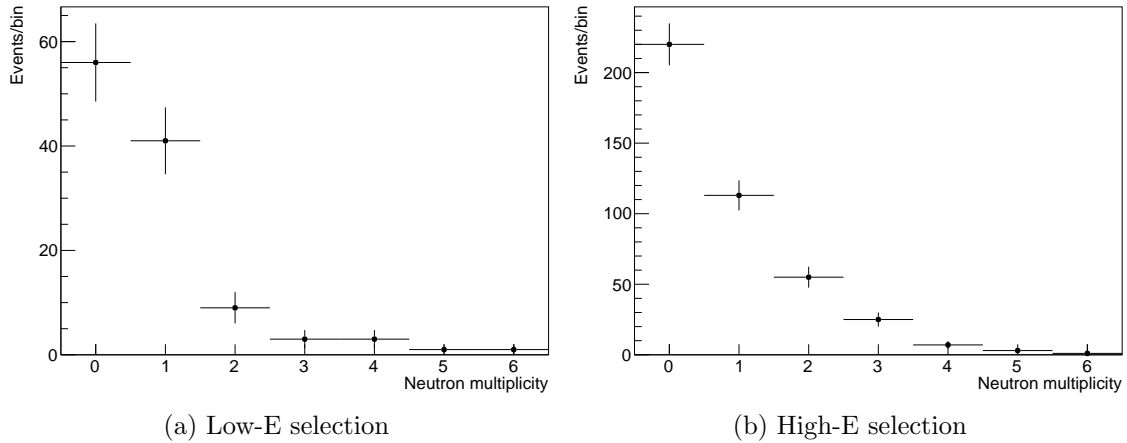 Events/bin
60
40
20
0
0 1 2 3 4 5 6
Neutron multiplicity
(a) Low-E selection
Events/bin
200
150
100
50
0
0 1 2 3 4 5 6
Neutron multiplicity
(b) High-E selection